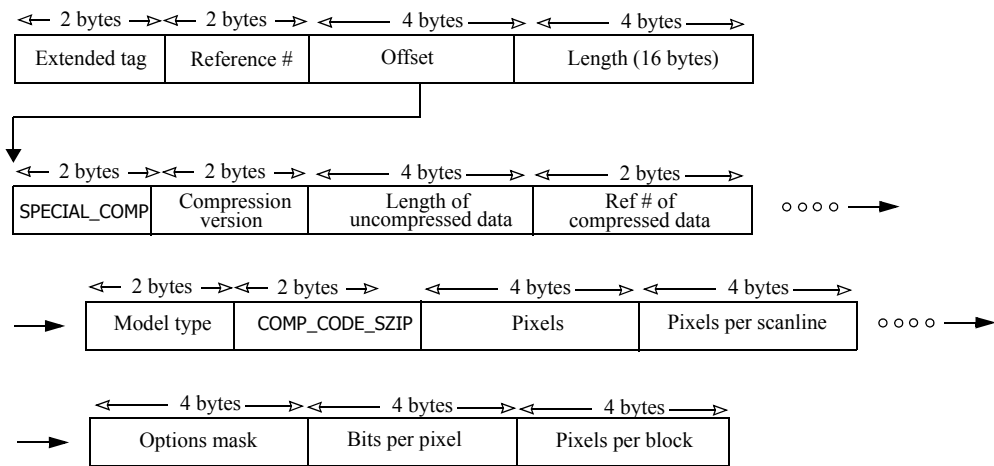 2 bytes 2 bytes 4 bytes 4 bytes
Extended tag Reference # Offset Length (16 bytes)
2 bytes 2 bytes 4 bytes 2 bytes
SPECIAL_COMP Compression version Length of uncompressed data Ref # of compressed data
2 bytes 2 bytes 4 bytes 4 bytes
Model type COMP_CODE_SZIP Pixels Pixels per scanline
4 bytes 4 bytes 4 bytes
Options mask Bits per pixel Pixels per block